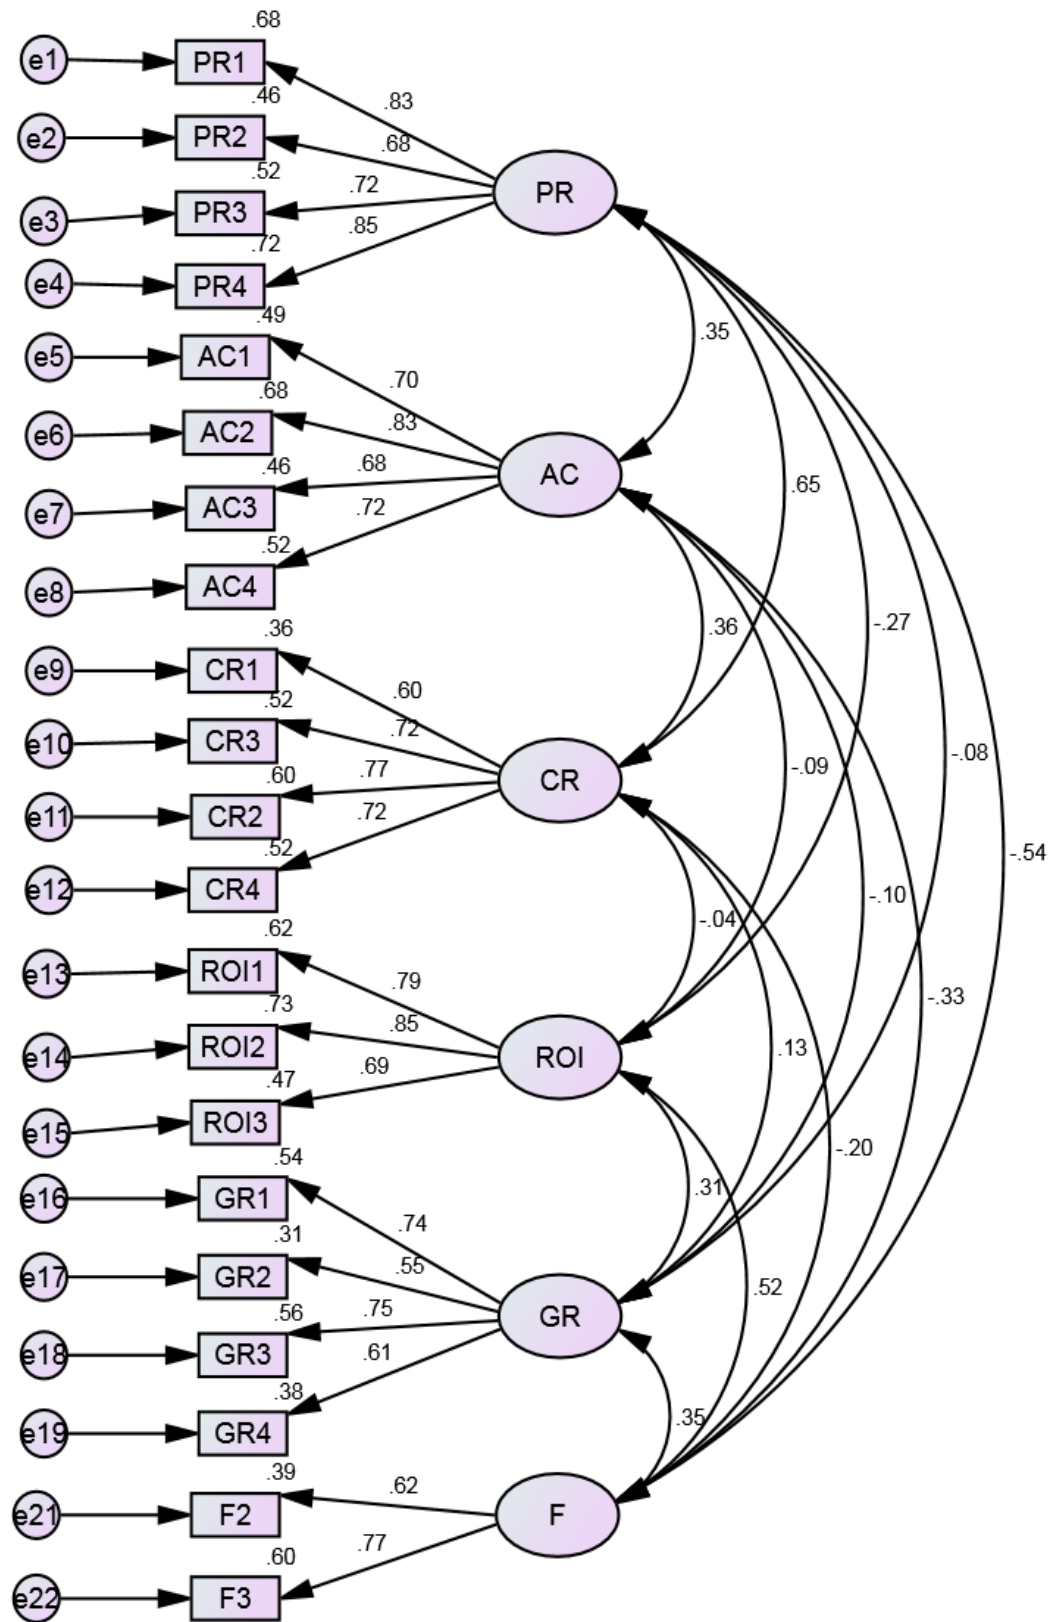 .68
e1 PR1
.83
.46
e2 PR2
.68
.52
PR
.72
e3 PR3
.85
.72
e4 PR4
.49
.35
e5 AC1
.70
.68
e6 AC2
.83
.46
.68
AC
.65
e7 AC3
.72
.52
e8 AC4
.36
.36
-.27
e9 CR1
.60
.52
e10 CR3
.72
-.08
.60
.77
CR
-.09
e11 CR2
.72
.52
-.54
e12 CR4
-.10
.62
-.04
e13 ROI1
.79
.73
-.33
.85
e14 ROI2
ROI
.13
.47
.69
e15 ROI3
.54
-.20
e16 GR1
.31
.74
.31
e17 GR2
.55
.52
.56
.75
GR
e18 GR3
.61
.38
e19 GR4
.35
.39
.62
e21 F2
F
.77
.60
e22 F3